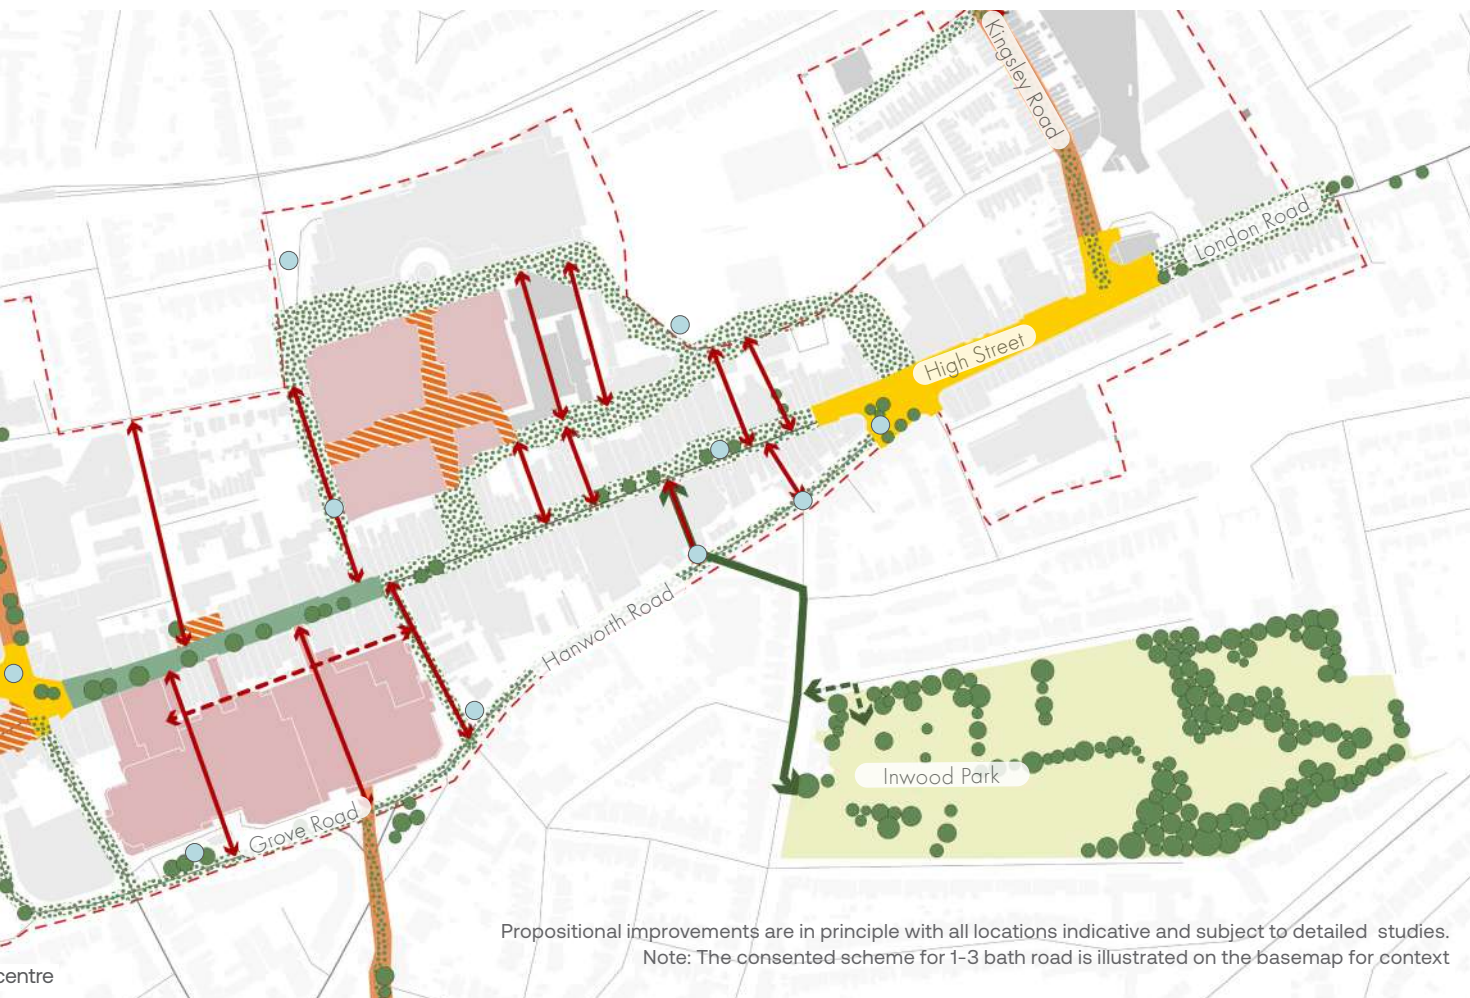 Kingsley Road
London Road
High Street
Hanworth Road
Inwood Park
Grove Road
Propositional improvements are in principle with all locations indicative and subject to detailed studies.
Note: The consented scheme for 1-3 bath road is illustrated on the basemap for context
centre